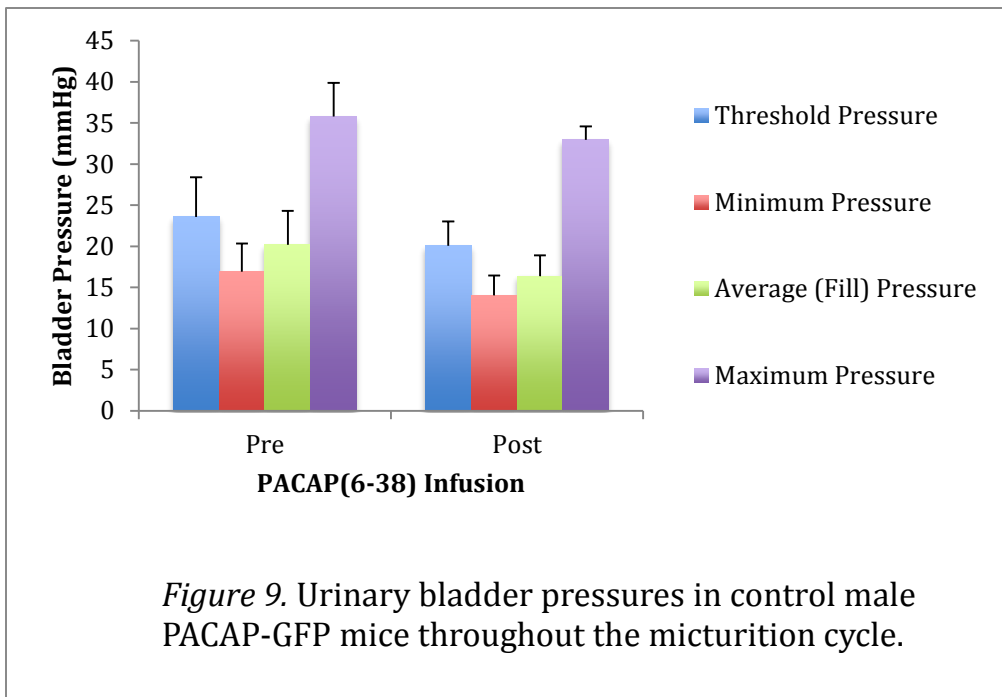 45
40
35
30
25
20
15
10
5
0
Bladder Pressure (mmHg)
Pre
Post
PACAP(6-38) Infusion
Threshold Pressure
Minimum Pressure
Average (Fill) Pressure
Maximum Pressure
Figure 9. Urinary bladder pressures in control male
PACAP-GFP mice throughout the micturition cycle.